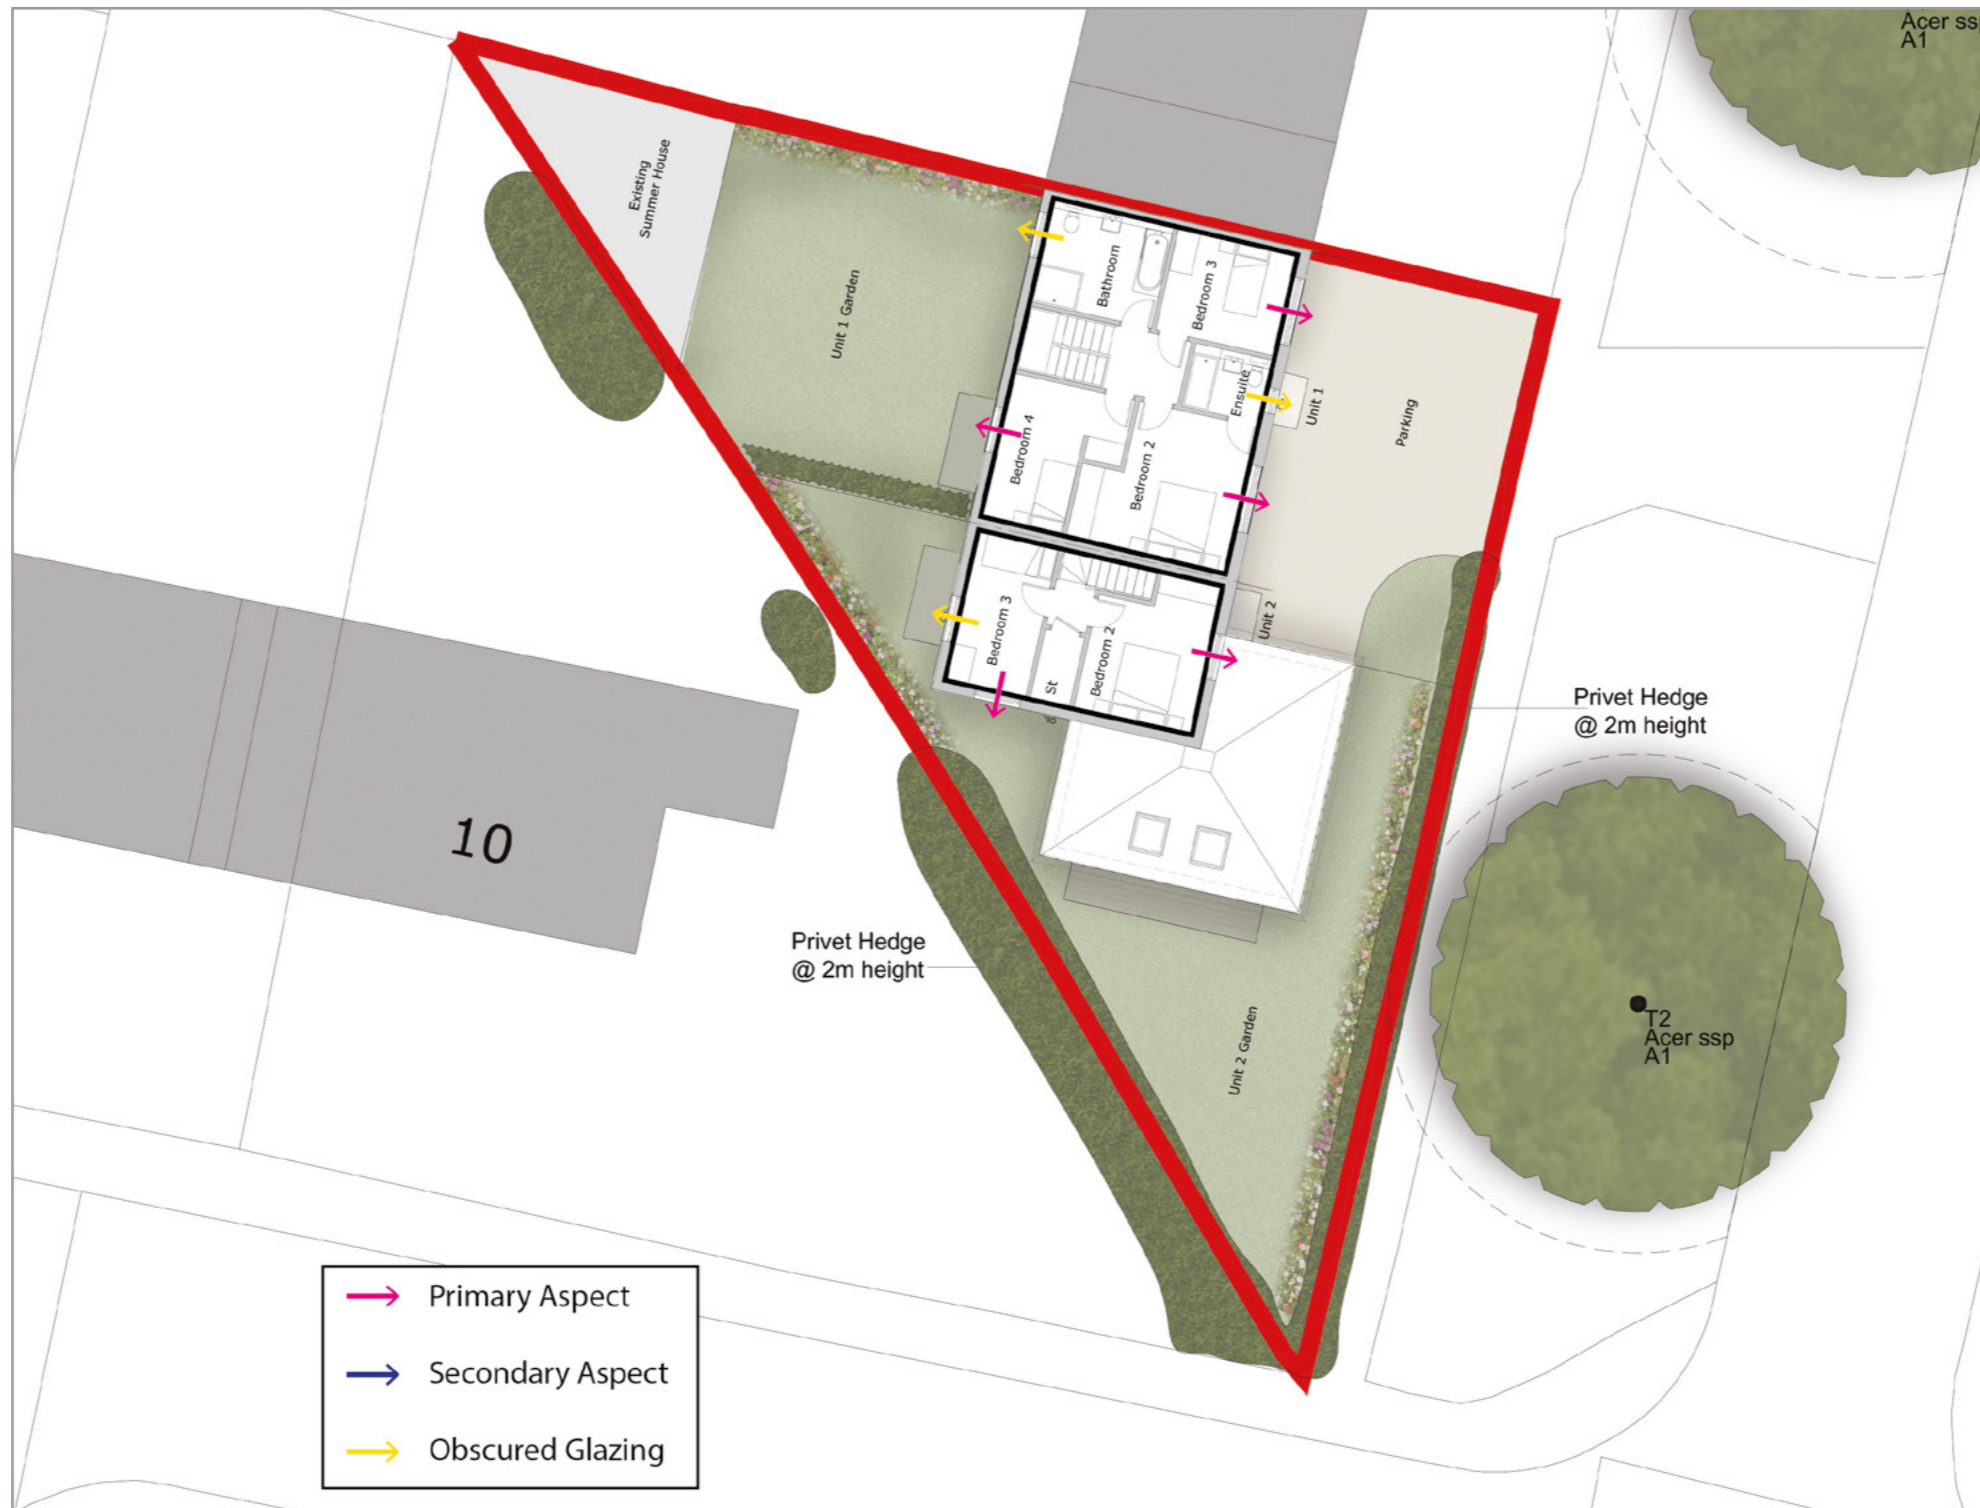 Acer ss
A1
Existing
Summer House
Unit 1 Garden
Bathroom
Bedroom 3
Ensuite
Unit 1
Parking
Bedroom 4
Bedroom 2
Bedroom 3
St
Bedroom 2
Unit 2
Privet Hedge
@ 2m height
10
Privet Hedge
@ 2m height
T2
Acer ssp
A1
Unit 2 Garden
Primary Aspect
Secondary Aspect
Obscured Glazing